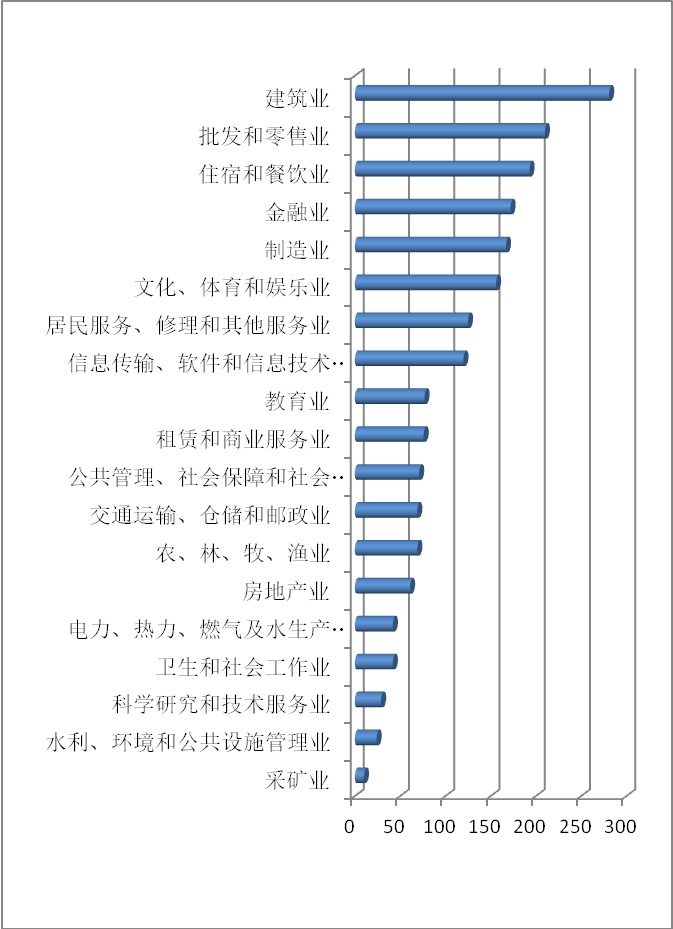 建筑业
批发和零售业
住宿和餐饮业
金融业
制造业
文化、体育和娱乐业
居民服务、修理和其他服务业
信息传输、软件和信息技术··
教育业
租赁和商业服务业
公共管理、社会保障和社会··
交通运输、仓储和邮政业
农、林、牧、渔业
房地产业
电力、热力、燃气及水生产··
卫生和社会工作业
科学研究和技术服务业
水利、环境和公共设施管理业
采矿业
0 50 100 150 200 250 300